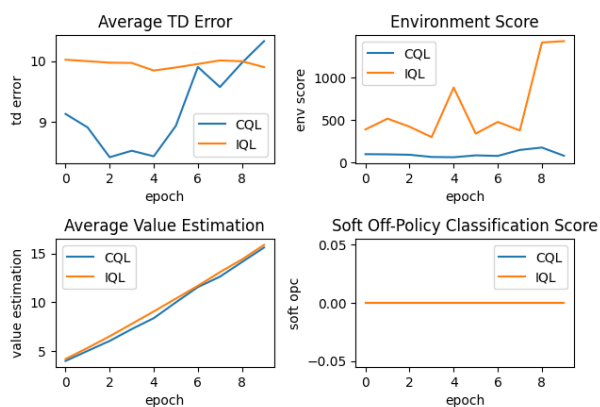 Average TD Error
td error
10
9
CQL
IQL
0 2 4 6 8
epoch
Environment Score
env score
1000
500
0
CQL
IQL
0 2 4 6 8
epoch
Average Value Estimation
value estimation
15
10
5
CQL
IQL
0 2 4 6 8
epoch
Soft Off-Policy Classification Score
soft opc
0.05
0.00
−0.05
CQL
IQL
0 2 4 6 8
epoch